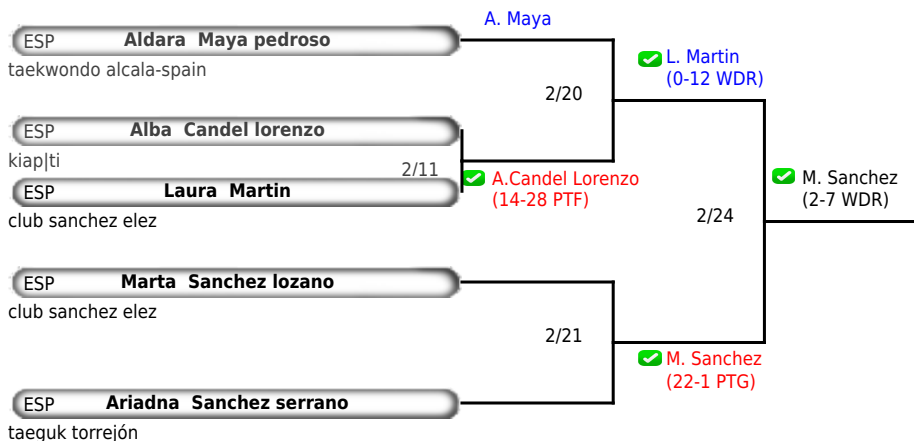 A. Maya
ESP Aldara Maya pedroso
taekwondo alcala-spain
L. Martin
(0-12 WDR)
2/20
ESP Alba Candel lorenzo
kiap|ti
2/11
A.Candel Lorenzo
(14-28 PTF)
ESP Laura Martin
club sanchez elez
M. Sanchez
(2-7 WDR)
2/24
ESP Marta Sanchez lozano
club sanchez elez
2/21
M. Sanchez
(22-1 PTG)
ESP Ariadna Sanchez serrano
taeguk torrejón